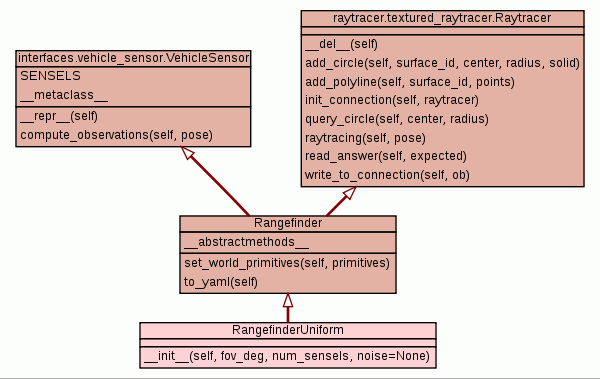 interfaces.vehicle_sensor.VehicleSensor
SENSELS
__metaclass__
__repr__(self)
compute_observations(self, pose)
raytracer.textured_raytracer.Raytracer
__del__(self)
add_circle(self, surface_id, center, radius, solid)
add_polyline(self, surface_id, points)
init_connection(self, raytracer)
query_circle(self, center, radius)
raytracing(self, pose)
read_answer(self, expected)
write_to_connection(self, ob)
Rangefinder
__abstractmethods__
set_world_primitives(self, primitives)
to_yaml(self)
RangefinderUniform
__init__(self, fov_deg, num_sensels, noise=None)